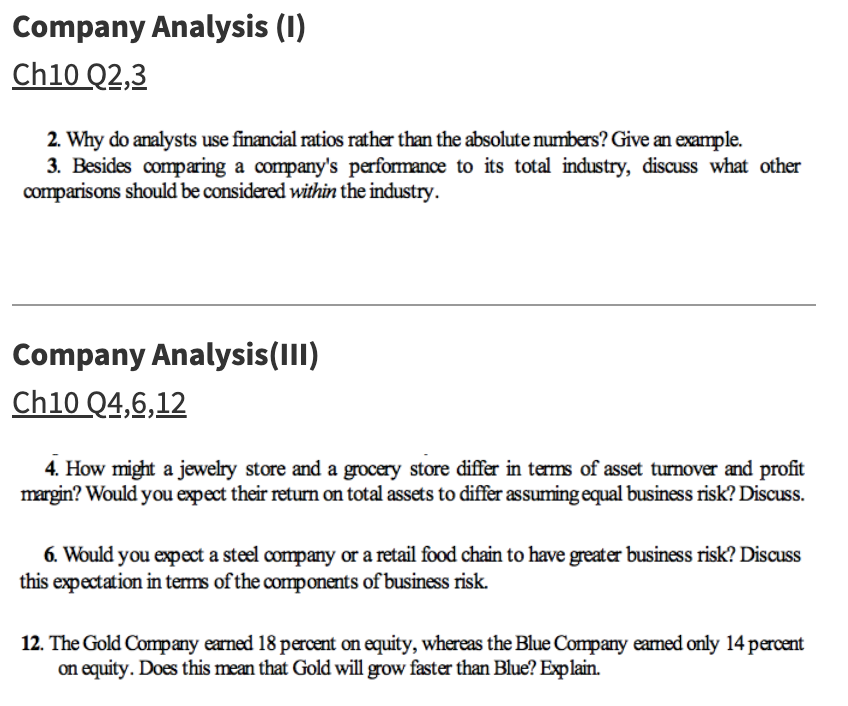 Company Analysis (I)
Ch10 Q2,3
2. Why do analysts use financial ratios rather than the absolute numbers? Give an example.
3. Besides comparing a company's performance to its total industry, discuss what other
comparisons should be considered within the industry.
Company Analysis(III)
Ch10 Q4,6,12
4. How might a jewelry store and a grocery store differ in terms of asset turnover and profit
margin? Would you expect their return on total assets to differ assuming equal business risk? Discuss.
6. Would you expect a steel company or a retail food chain to have greater business risk? Discuss
this expectation in terms of the components of business risk.
12. The Gold Company earned 18 percent on equity, whereas the Blue Company earned only 14 percent
on equity. Does this mean that Gold will grow faster than Blue? Explain.